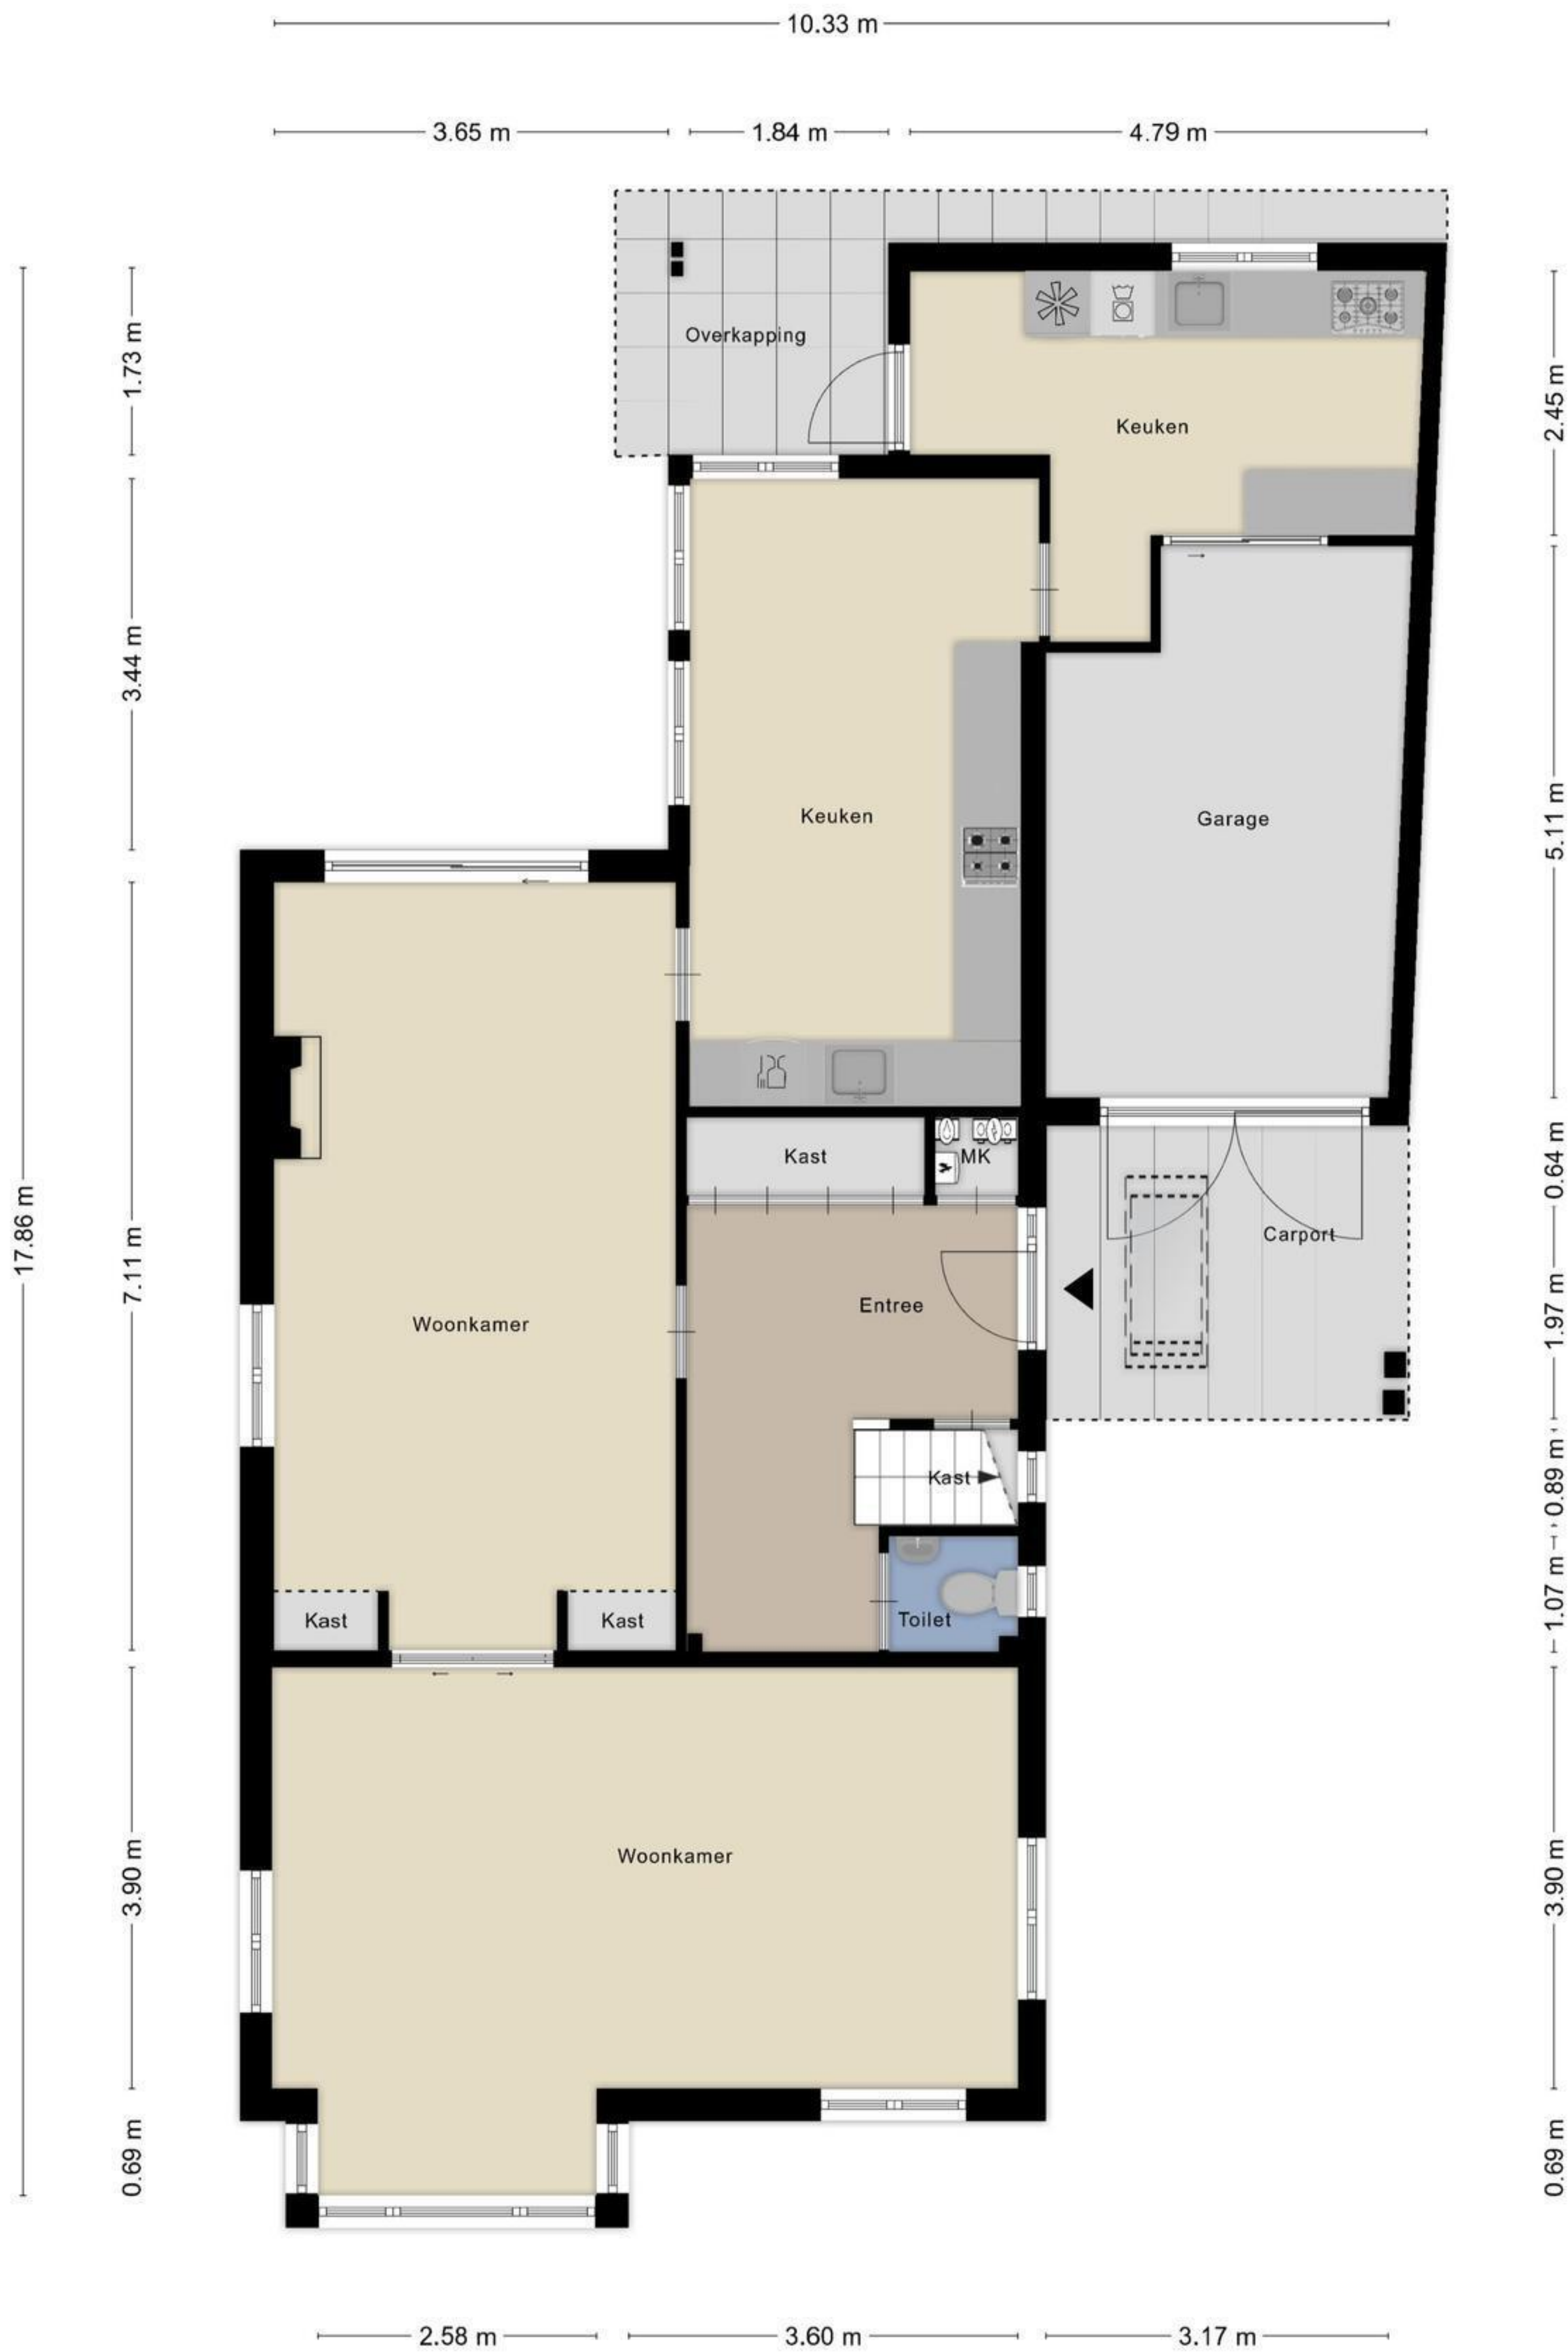 10.33 m
3.65 m
1.84 m
4.79 m
Overkapping
1.73 m
2.45 m
Keuken
3.44 m
Keuken
Garage
5.11 m
Kast
MK
0.64 m
17.86 m
7.11 m
Carport
Entree
1.97 m
Woonkamer
Kast
0.89 m
Kast
Kast
Toilet
1.07 m
Woonkamer
3.90 m
3.90 m
0.69 m
0.69 m
2.58 m
3.60 m
3.17 m